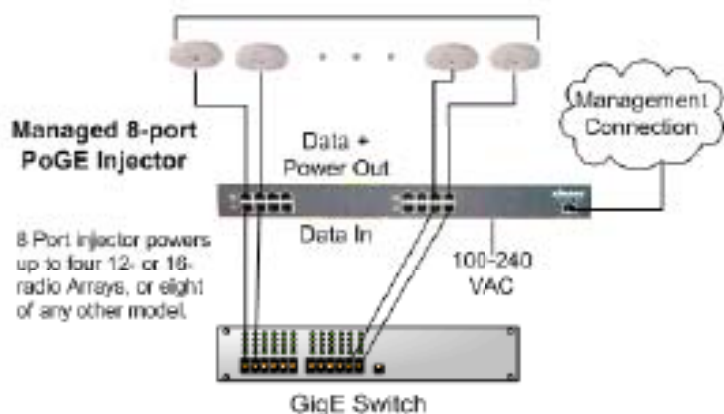 Managed 8-port
PoGE Injector
Data +
Power Out
Management
Connection
Data In
8 Port injector powers
up to four 12- or 16-
radio Arrays, or eight
of any other model.
100-240
VAC
GigE Switch